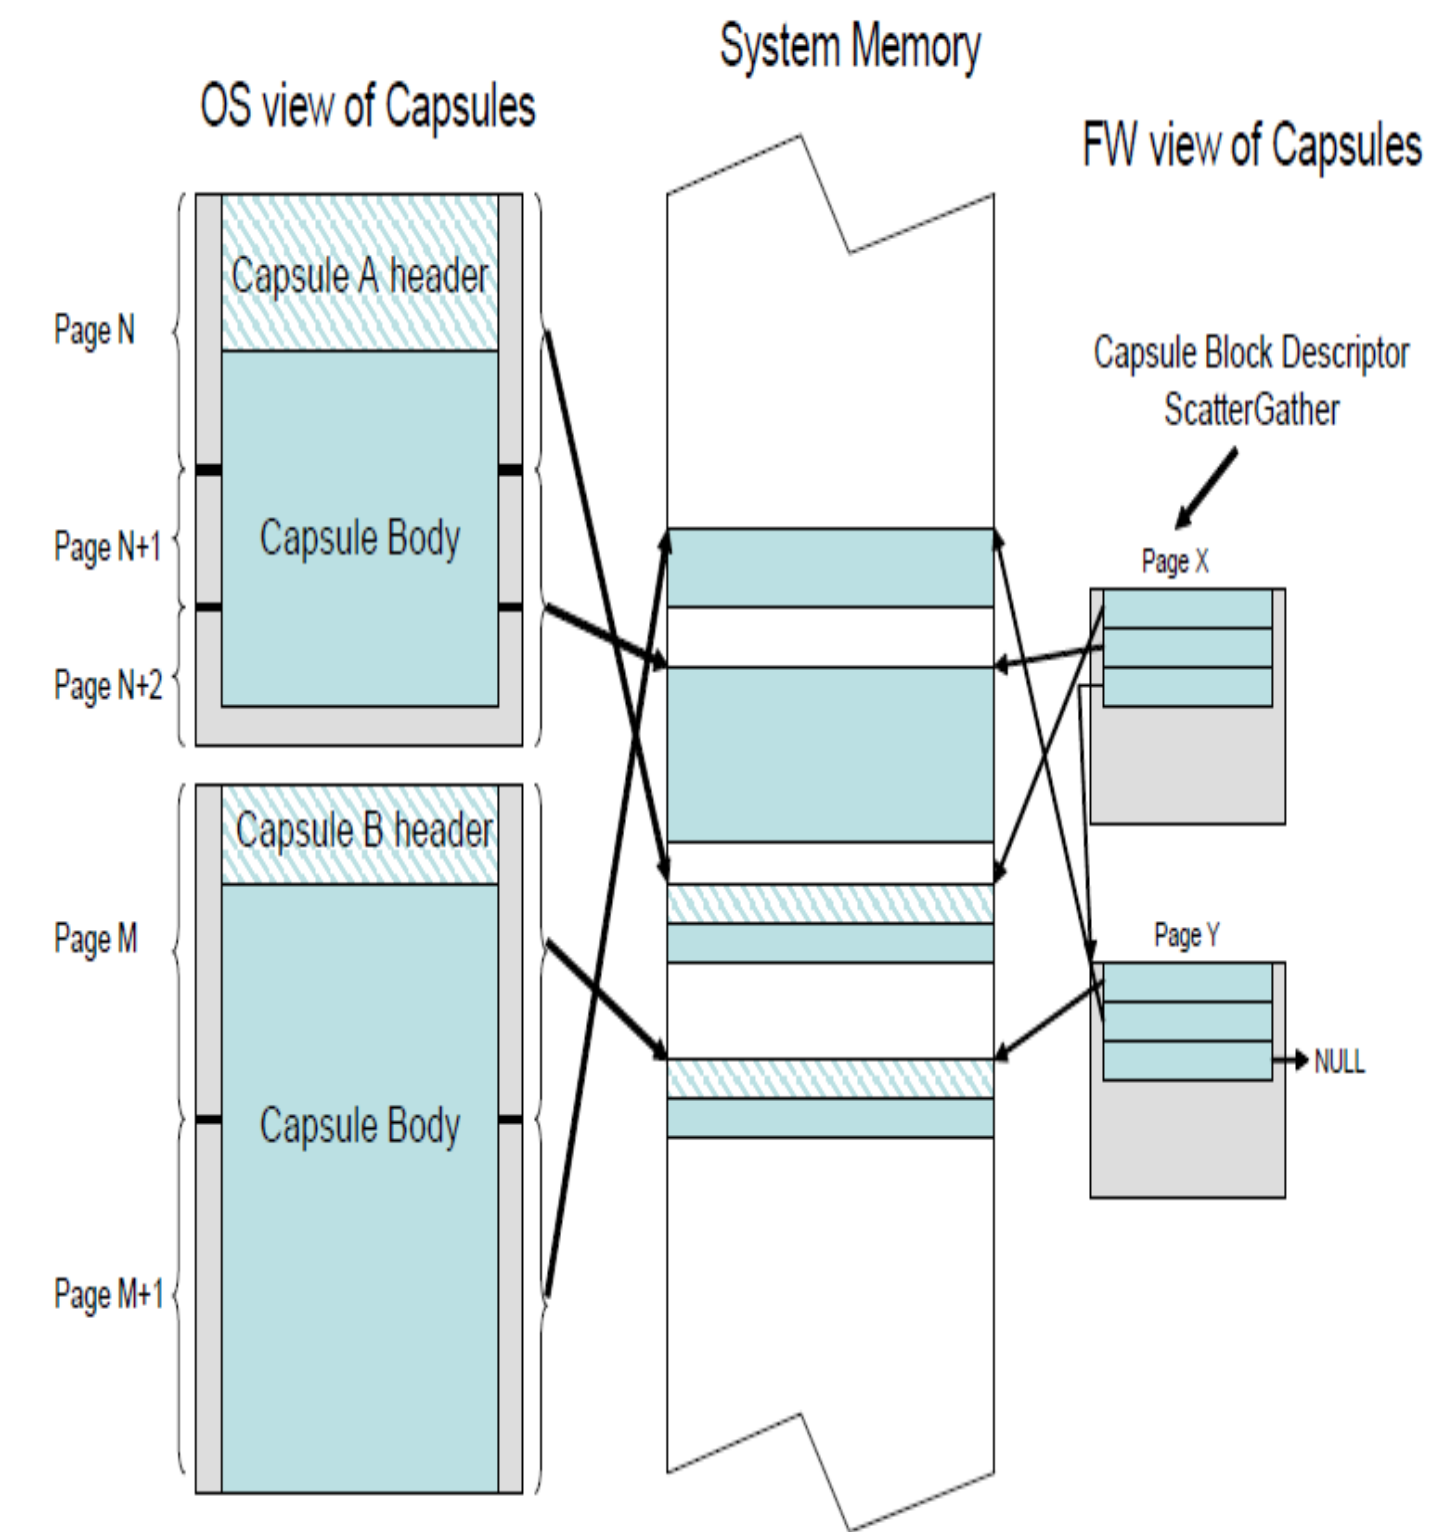 System Memory
OS view of Capsules
FW view of Capsules
Capsule A header
Page N
Capsule Block Descriptor
ScatterGather
Capsule Body
Page N+1
Page X
Page N+2
Capsule B header
Page M
Page Y
NULL
Capsule Body
Page M+1